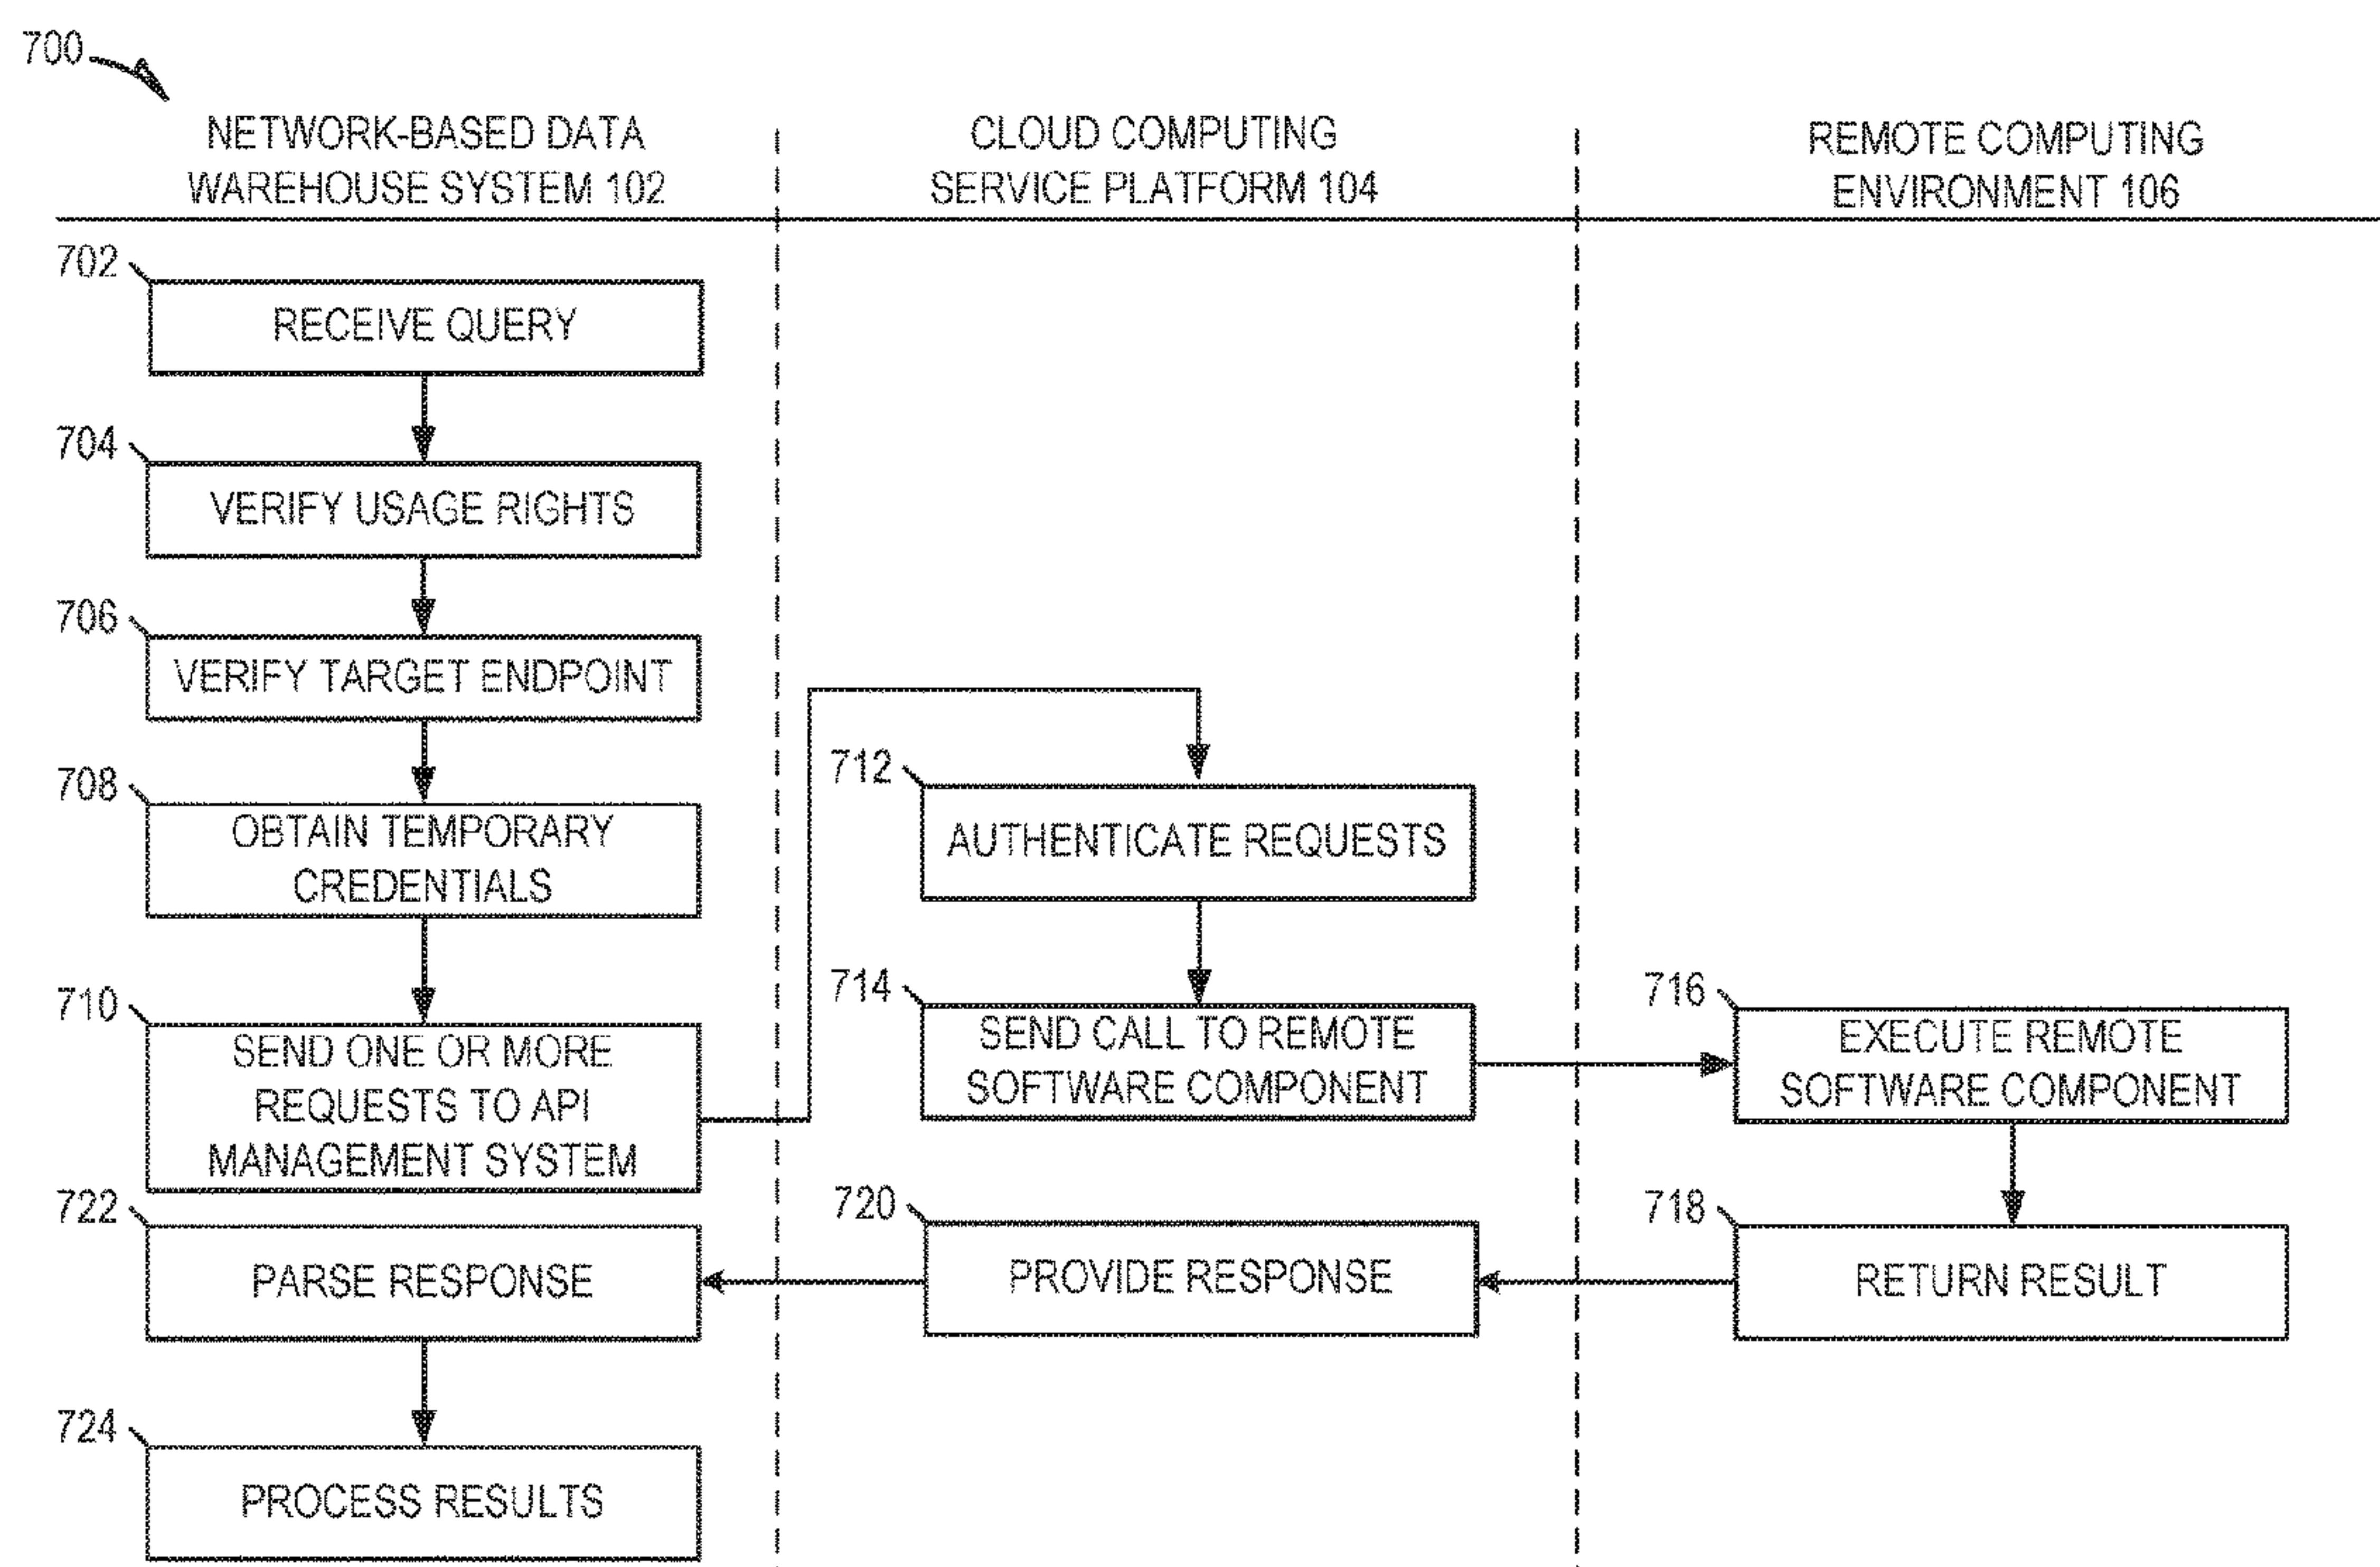 700
NETWORK-BASED DATA
WAREHOUSE SYSTEM 102
CLOUD COMPUTING
SERVICE PLATFORM 104
REMOTE COMPUTING
ENVIRONMENT 106
702
RECEIVE QUERY
704
VERIFY USAGE RIGHTS
706
VERIFY TARGET ENDPOINT
708
OBTAIN TEMPORARY
CREDENTIALS
710
SEND ONE OR MORE
REQUESTS TO API
MANAGEMENT SYSTEM
712
AUTHENTICATE REQUESTS
714
SEND CALL TO REMOTE
SOFTWARE COMPONENT
716
EXECUTE REMOTE
SOFTWARE COMPONENT
718
RETURN RESULT
720
PROVIDE RESPONSE
722
PARSE RESPONSE
724
PROCESS RESULTS